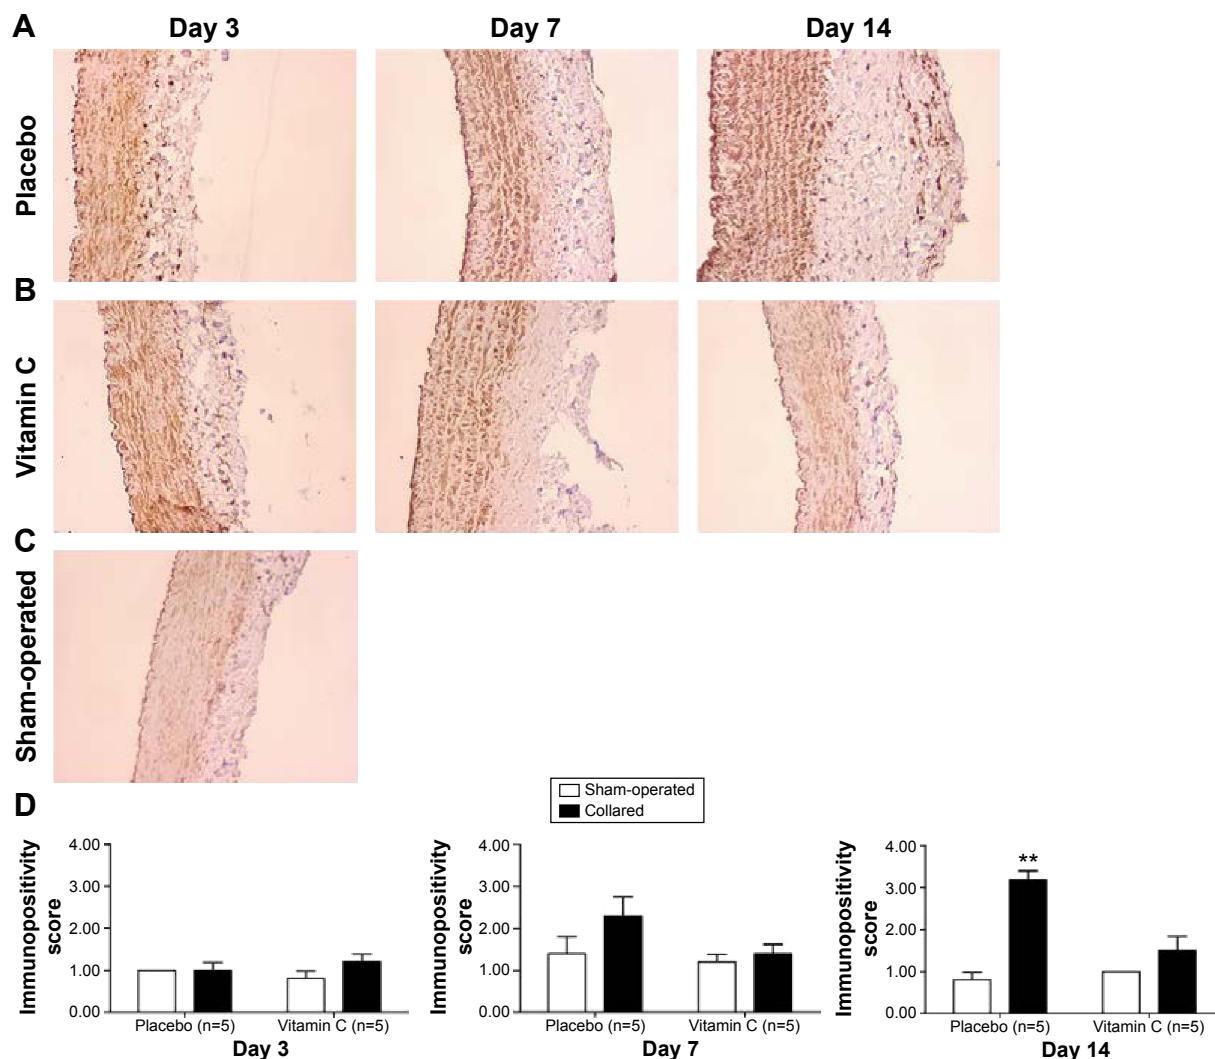 A
Day 3
Day 7
Day 14
Placebo
B
Vitamin C
C
Sham-operated
D
Sham-operated
Collared
Immunopositivity
score
4.00
3.00
2.00
1.00
0.00
Placebo (n=5)
Vitamin C (n=5)
Day 3
Immunopositivity
score
4.00
3.00
2.00
1.00
0.00
Placebo (n=5)
Vitamin C (n=5)
Day 7
Immunopositivity
score
4.00
3.00
2.00
1.00
0.00
**
Placebo (n=5)
Vitamin C (n=5)
Day 14